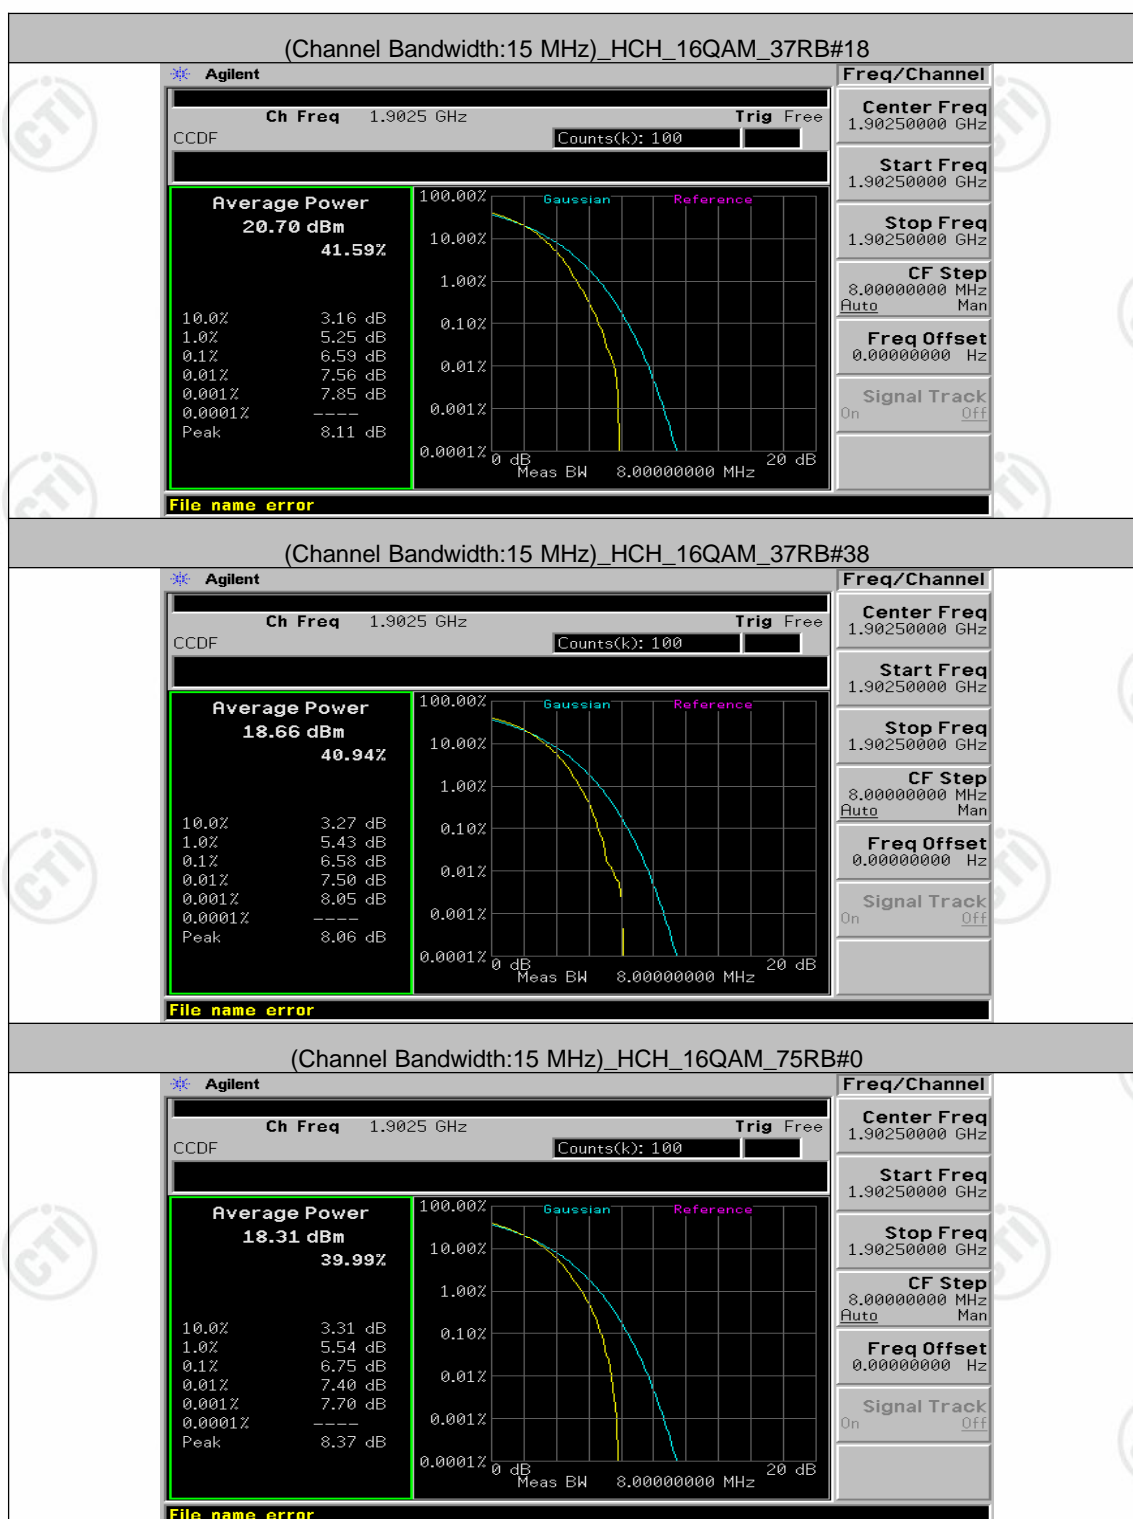 (Channel Bandwidth:15 MHz)_HCH_16QAM_37RB#18
Agilent
Freq/Channel
Ch Freq 1.9025 GHz Trig Free
CCDF Counts(k): 100
Center Freq
1.90250000 GHz
Start Freq
1.90250000 GHz
Stop Freq
1.90250000 GHz
CF Step
8.00000000 MHz
Auto Man
Freq Offset
0.00000000 Hz
Signal Track
On Off
Average Power
20.70 dBm
41.59%
10.0% 3.16 dB
1.0% 5.25 dB
0.1% 6.59 dB
0.01% 7.56 dB
0.001% 7.85 dB
0.0001% ----
Peak 8.11 dB
Gaussian Reference
100.00%
10.00%
1.00%
0.10%
0.01%
0.001%
0.0001%
0 dB 20 dB
Meas BW 8.00000000 MHz
File name error
(Channel Bandwidth:15 MHz)_HCH_16QAM_37RB#38
Agilent
Freq/Channel
Ch Freq 1.9025 GHz Trig Free
CCDF Counts(k): 100
Center Freq
1.90250000 GHz
Start Freq
1.90250000 GHz
Stop Freq
1.90250000 GHz
CF Step
8.00000000 MHz
Auto Man
Freq Offset
0.00000000 Hz
Signal Track
On Off
Average Power
18.66 dBm
40.94%
10.0% 3.27 dB
1.0% 5.43 dB
0.1% 6.58 dB
0.01% 7.50 dB
0.001% 8.05 dB
0.0001% ----
Peak 8.06 dB
Gaussian Reference
100.00%
10.00%
1.00%
0.10%
0.01%
0.001%
0.0001%
0 dB 20 dB
Meas BW 8.00000000 MHz
File name error
(Channel Bandwidth:15 MHz)_HCH_16QAM_75RB#0
Agilent
Freq/Channel
Ch Freq 1.9025 GHz Trig Free
CCDF Counts(k): 100
Center Freq
1.90250000 GHz
Start Freq
1.90250000 GHz
Stop Freq
1.90250000 GHz
CF Step
8.00000000 MHz
Auto Man
Freq Offset
0.00000000 Hz
Signal Track
On Off
Average Power
18.31 dBm
39.99%
10.0% 3.31 dB
1.0% 5.54 dB
0.1% 6.75 dB
0.01% 7.40 dB
0.001% 7.70 dB
0.0001% ----
Peak 8.37 dB
Gaussian Reference
100.00%
10.00%
1.00%
0.10%
0.01%
0.001%
0.0001%
0 dB 20 dB
Meas BW 8.00000000 MHz
File name error
CTI
CTI
CTI
CTI
CTI
CTI
CTI
CTI